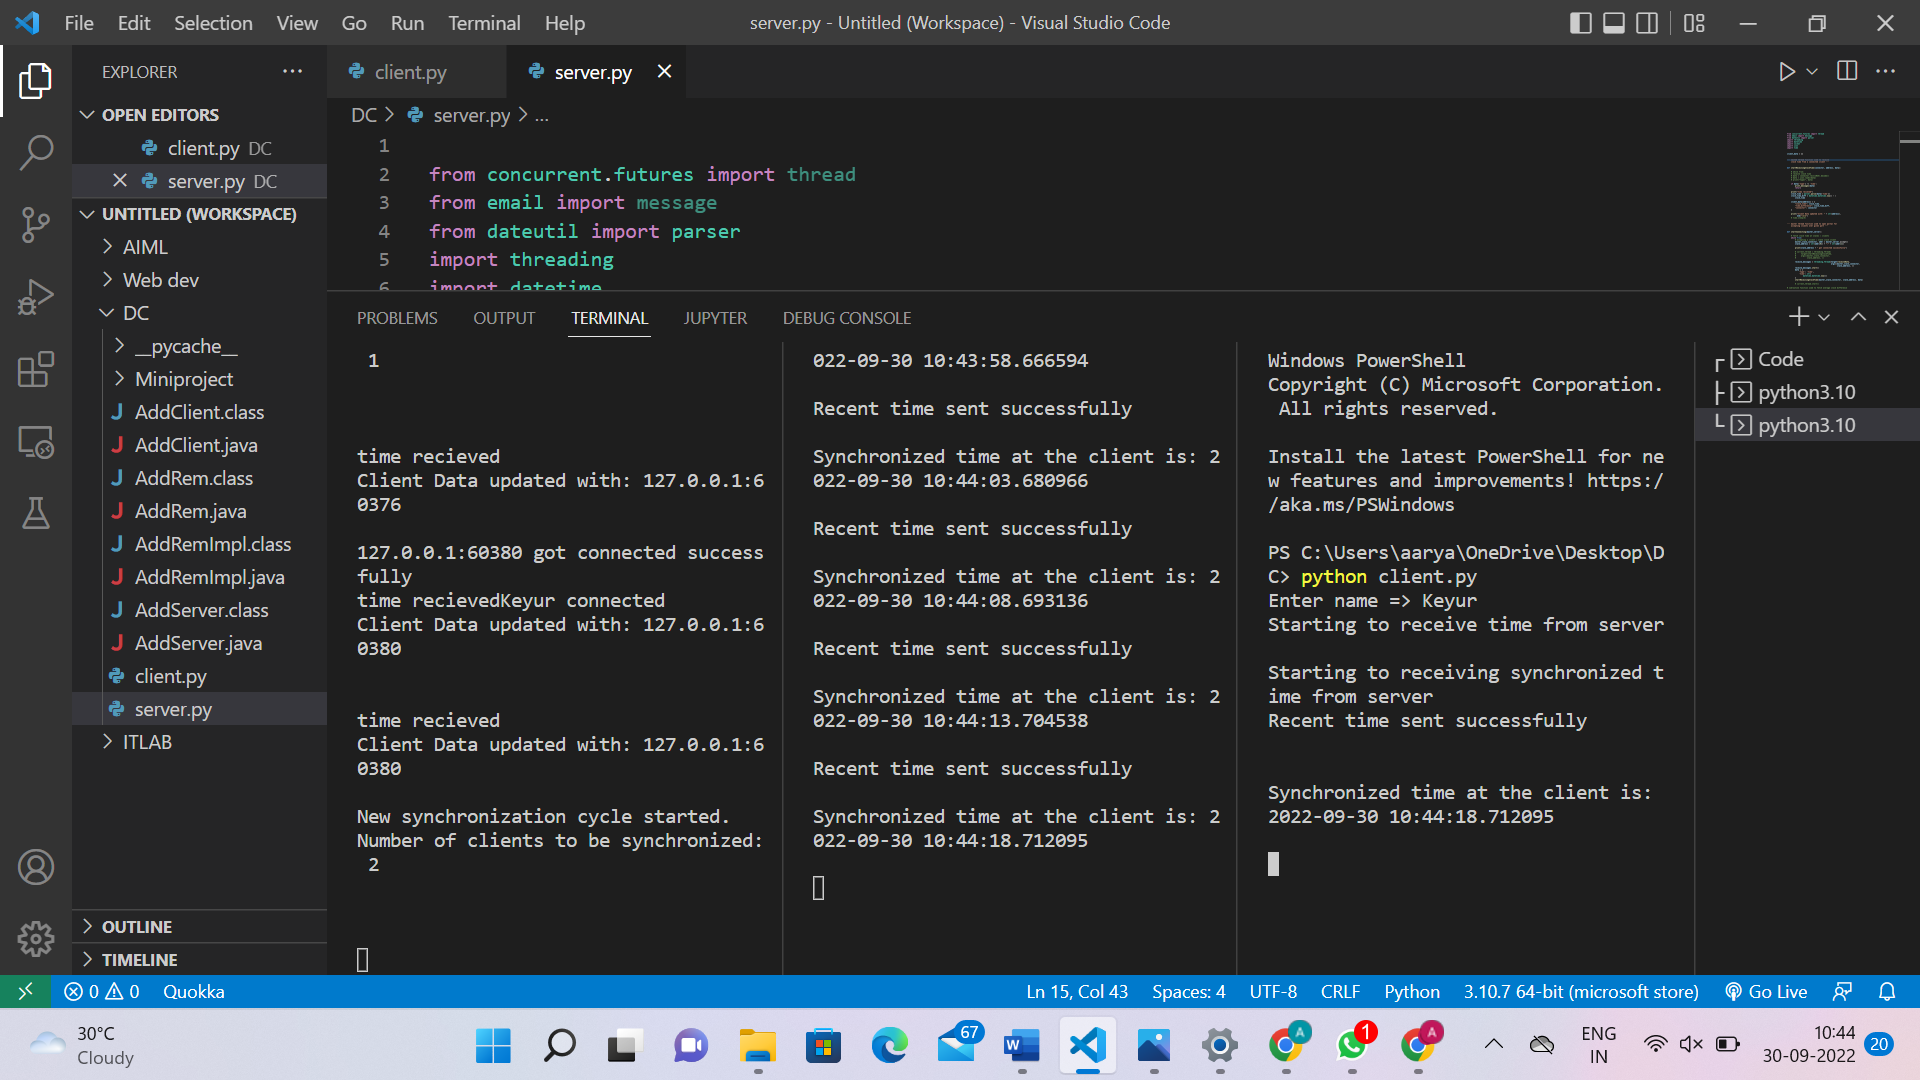 File Edit Selection View Go Run Terminal Help
server.py - Untitled (Workspace) - Visual Studio Code
EXPLORER
OPEN EDITORS
client.py DC
server.py DC
UNTITLED (WORKSPACE)
AIML
Web dev
DC
__pycache__
Miniproject
AddClient.class
AddClient.java
AddRem.class
AddRem.java
AddRemImpl.class
AddRemImpl.java
AddServer.class
AddServer.java
client.py
server.py
ITLAB
OUTLINE
TIMELINE
client.py
server.py
DC > server.py > ...
1
2 from concurrent.futures import thread
3 from email import message
4 from dateutil import parser
5 import threading
6 import datetime
PROBLEMS OUTPUT TERMINAL JUPYTER DEBUG CONSOLE
1
time recieved
Client Data updated with: 127.0.0.1:6
0376
127.0.0.1:60380 got connected success
fully
time recievedKeyur connected
Client Data updated with: 127.0.0.1:6
0380
time recieved
Client Data updated with: 127.0.0.1:6
0380
New synchronization cycle started.
Number of clients to be synchronized:
2
022-09-30 10:43:58.666594
Recent time sent successfully
Synchronized time at the client is: 2
022-09-30 10:44:03.680966
Recent time sent successfully
Synchronized time at the client is: 2
022-09-30 10:44:08.693136
Recent time sent successfully
Synchronized time at the client is: 2
022-09-30 10:44:13.704538
Recent time sent successfully
Synchronized time at the client is: 2
022-09-30 10:44:18.712095
Windows PowerShell
Copyright (C) Microsoft Corporation.
All rights reserved.
Install the latest PowerShell for ne
w features and improvements! https:/
/aka.ms/PSWindows
PS C:\Users\aarya\OneDrive\Desktop\D
C> python client.py
Enter name => Keyur
Starting to receive time from server
Starting to receiving synchronized t
ime from server
Recent time sent successfully
Synchronized time at the client is:
2022-09-30 10:44:18.712095
Code
python3.10
python3.10
0 0 Quokka
Ln 15, Col 43 Spaces: 4 UTF-8 CRLF Python 3.10.7 64-bit (microsoft store) Go Live
30°C
Cloudy
67
W
A
1
A
ENG
IN
10:44
30-09-2022
20